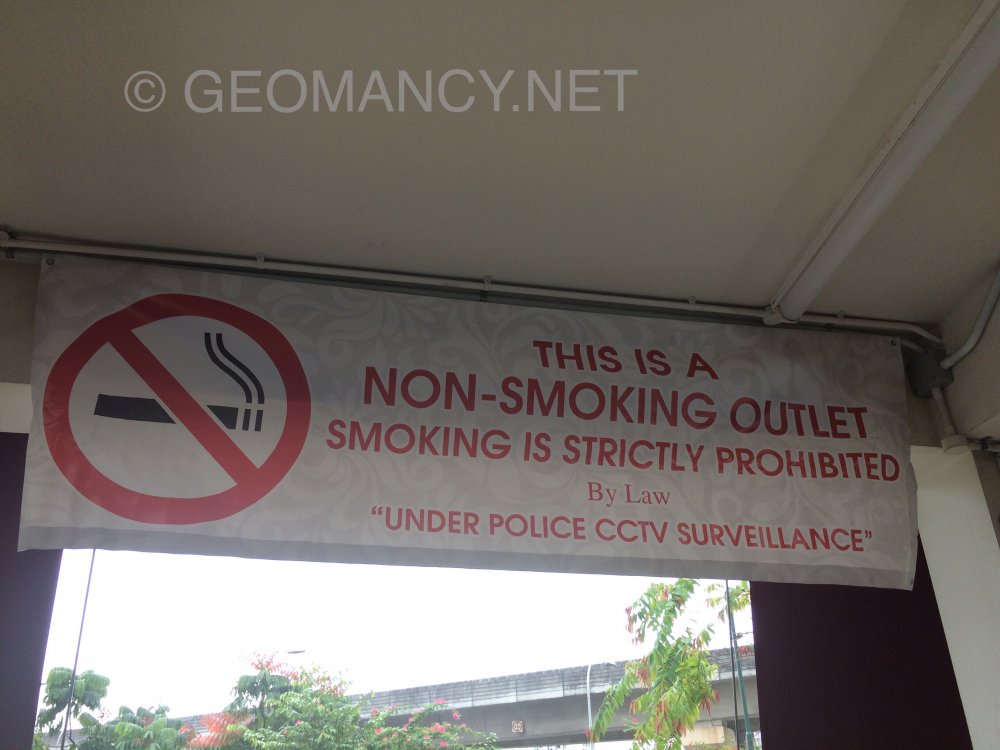 © GEOMANCY.NET
THIS IS A
NON-SMOKING OUTLET
SMOKING IS STRICTLY PROHIBITED
By Law
“UNDER POLICE CCTV SURVEILLANCE”